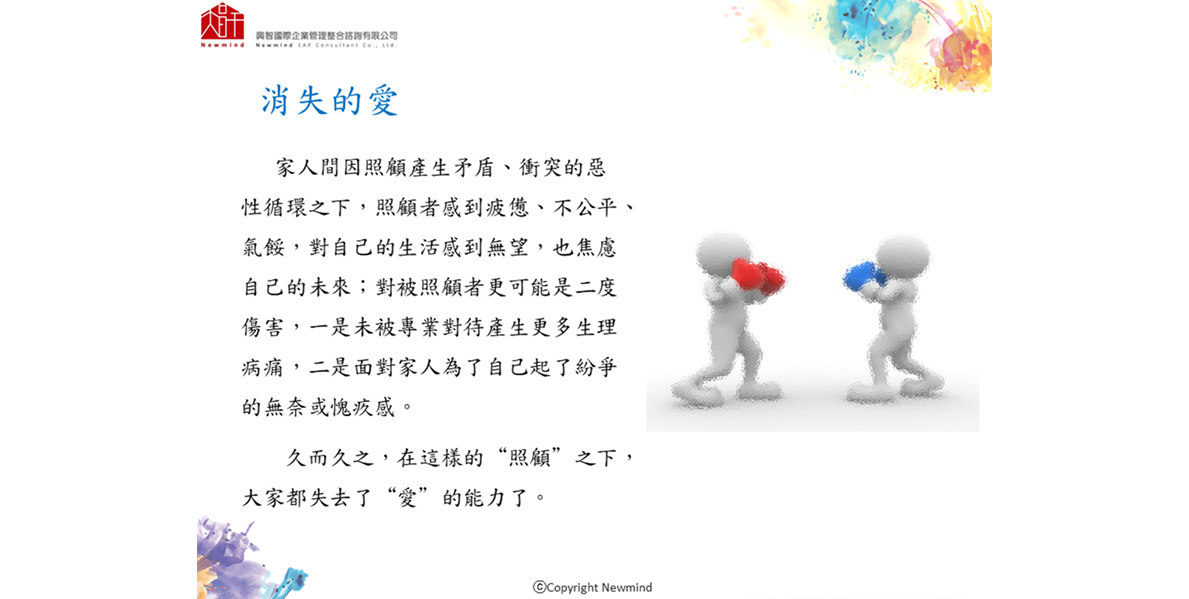 Newmind
興智國際企業管理整合諮詢有限公司
Newmind EAP Consultant Co., Ltd.
消失的愛
家人間因照顧產生矛盾、衝突的惡
性循環之下，照顧者感到疲憊、不公平、
氣餒，對自己的生活感到無望，也焦慮
自己的未來；對被照顧者更可能是二度
傷害，一是未被專業對待產生更多生理
病痛，二是面對家人為了自己起了紛爭
的無奈或愧疚感。
久而久之，在這樣的“照顧”之下，
大家都失去了“愛”的能力了。
©Copyright Newmind